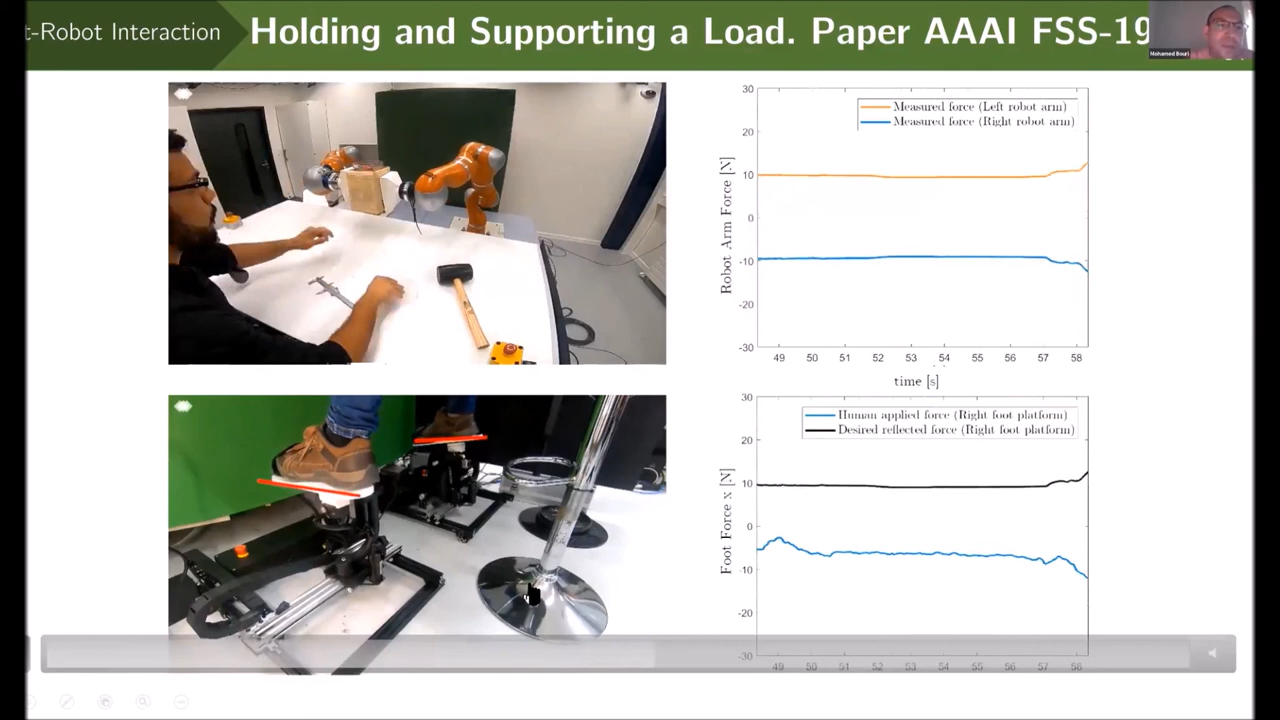 t-Robot Interaction
Holding and Supporting a Load. Paper AAAI FSS-19
Mohamed Bouri
30
20
10
0
-10
-20
-30
Robot Arm Force [N]
Measured force (Left robot arm)
Measured force (Right robot arm)
49 50 51 52 53 54 55 56 57 58
time [s]
30
20
10
0
-10
-20
-30
Foot Force x [N]
Human applied force (Right foot platform)
Desired reflected force (Right foot platform)
49 50 51 52 53 54 55 56 57 58